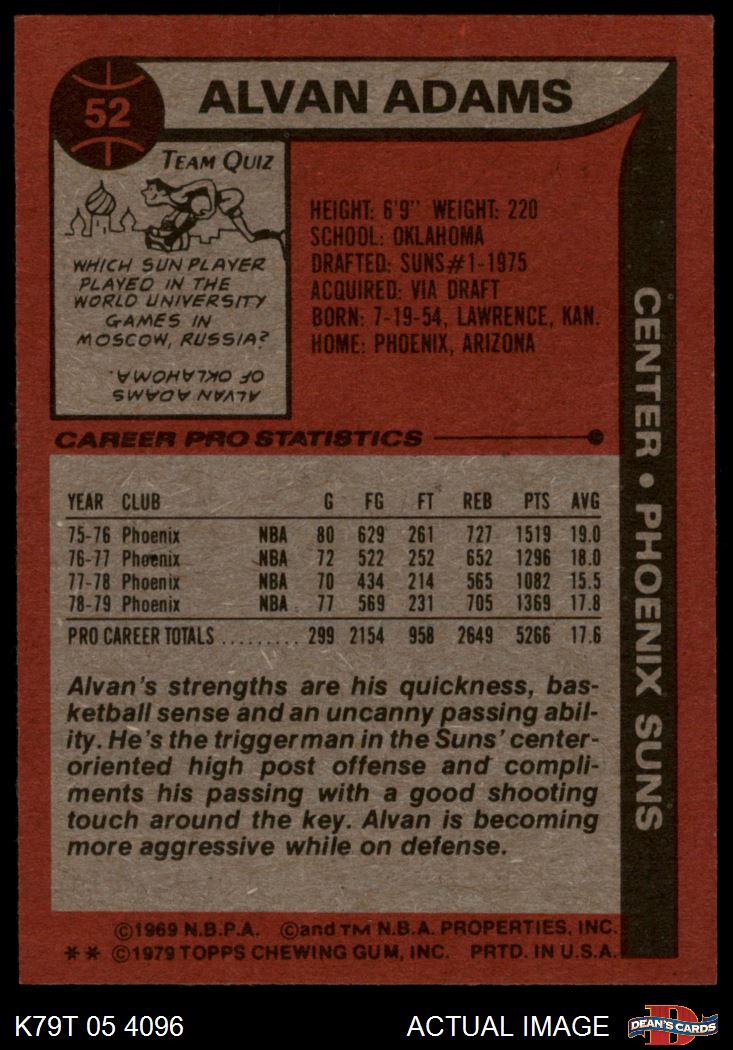 52
ALVAN ADAMS
TEAM QUIZ
WHICH SUN PLAYER
PLAYED IN THE
WORLD UNIVERSITY
GAMES IN
MOSCOW, RUSSIA?
ALVAN ADAMS
OF OKLAHOMA.
HEIGHT: 6'9" WEIGHT: 220
SCHOOL: OKLAHOMA
DRAFTED: SUNS #1-1975
ACQUIRED: VIA DRAFT
BORN: 7-19-54, LAWRENCE, KAN.
HOME: PHOENIX, ARIZONA
CENTER • PHOENIX SUNS
CAREER PRO STATISTICS
YEAR CLUB G FG FT REB PTS AVG
75-76 Phoenix NBA 80 629 261 727 1519 19.0
76-77 Phoenix NBA 72 522 252 652 1296 18.0
77-78 Phoenix NBA 70 434 214 565 1082 15.5
78-79 Phoenix NBA 77 569 231 705 1369 17.8
PRO CAREER TOTALS ......... 299 2154 958 2649 5266 17.6
Alvan's strengths are his quickness, bas-
ketball sense and an uncanny passing abil-
ity. He's the triggerman in the Suns' center-
oriented high post offense and compli-
ments his passing with a good shooting
touch around the key. Alvan is becoming
more aggressive while on defense.
©1969 N.B.P.A. ©and TM N.B.A. PROPERTIES, INC.
** ©1979 TOPPS CHEWING GUM, INC. PRTD. IN U.S.A.
K79T 05 4096 ACTUAL IMAGE
DEAN'S CARDS